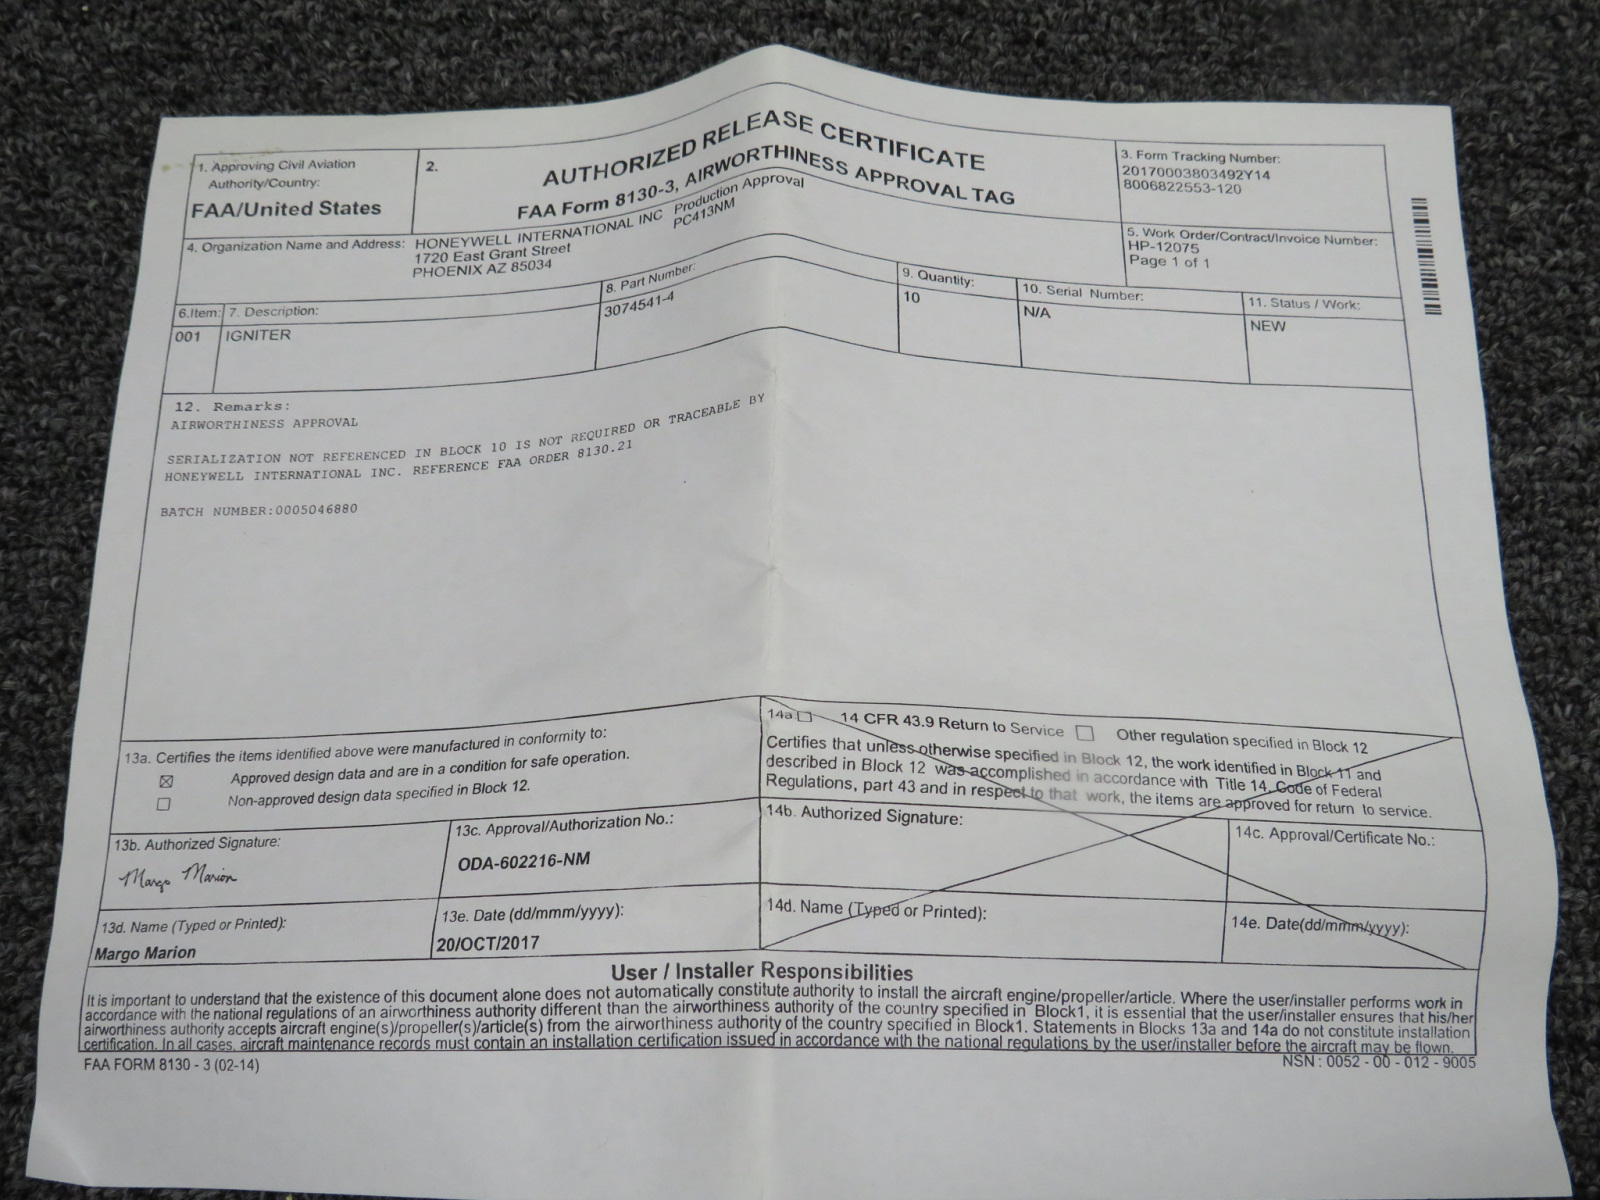 1. Approving Civil Aviation
Authority/Country:
FAA/United States
2.
AUTHORIZED RELEASE CERTIFICATE
FAA Form 8130-3, AIRWORTHINESS APPROVAL TAG
3. Form Tracking Number:
20170003803492Y14
8006822553-120
4. Organization Name and Address: HONEYWELL INTERNATIONAL INC Production Approval
1720 East Grant Street PC413NM
PHOENIX AZ 85034
5. Work Order/Contract/Invoice Number:
HP-12075
Page 1 of 1
6.Item: 7. Description: 8. Part Number: 9. Quantity: 10. Serial Number: 11. Status / Work:
001 IGNITER 3074541-4 10 N/A NEW
12. Remarks:
AIRWORTHINESS APPROVAL
SERIALIZATION NOT REFERENCED IN BLOCK 10 IS NOT REQUIRED OR TRACEABLE BY
HONEYWELL INTERNATIONAL INC. REFERENCE FAA ORDER 8130.21
BATCH NUMBER:0005046880
13a. Certifies the items identified above were manufactured in conformity to:
☒ Approved design data and are in a condition for safe operation.
☐ Non-approved design data specified in Block 12.
14a ☐ 14 CFR 43.9 Return to Service ☐ Other regulation specified in Block 12
Certifies that unless otherwise specified in Block 12, the work identified in Block 11 and
described in Block 12 was accomplished in accordance with Title 14, Code of Federal
Regulations, part 43 and in respect to that work, the items are approved for return to service.
13b. Authorized Signature:
Margo Marion
13c. Approval/Authorization No.:
ODA-602216-NM
14b. Authorized Signature:
14c. Approval/Certificate No.:
13d. Name (Typed or Printed):
Margo Marion
13e. Date (dd/mmm/yyyy):
20/OCT/2017
14d. Name (Typed or Printed):
14e. Date(dd/mmm/yyyy):
User / Installer Responsibilities
It is important to understand that the existence of this document alone does not automatically constitute authority to install the aircraft engine/propeller/article. Where the user/installer performs work in
accordance with the national regulations of an airworthiness authority different than the airworthiness authority of the country specified in Block1, it is essential that the user/installer ensures that his/her
airworthiness authority accepts aircraft engine(s)/propeller(s)/article(s) from the airworthiness authority of the country specified in Block1. Statements in Blocks 13a and 14a do not constitute installation
certification. In all cases, aircraft maintenance records must contain an installation certification issued in accordance with the national regulations by the user/installer before the aircraft may be flown.
FAA FORM 8130 - 3 (02-14)
NSN : 0052 - 00 - 012 - 9005